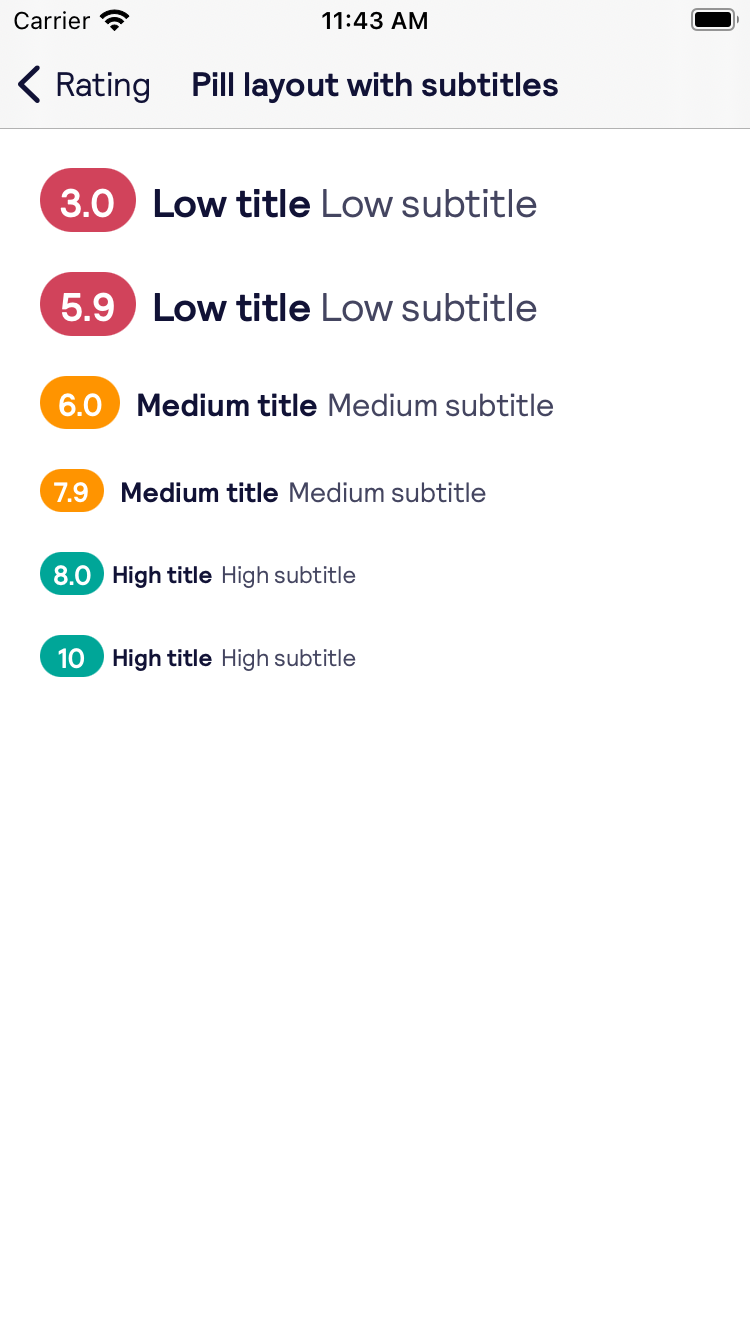 Carrier 11:43 AM
Rating Pill layout with subtitles
3.0 Low title Low subtitle
5.9 Low title Low subtitle
6.0 Medium title Medium subtitle
7.9 Medium title Medium subtitle
8.0 High title High subtitle
10 High title High subtitle